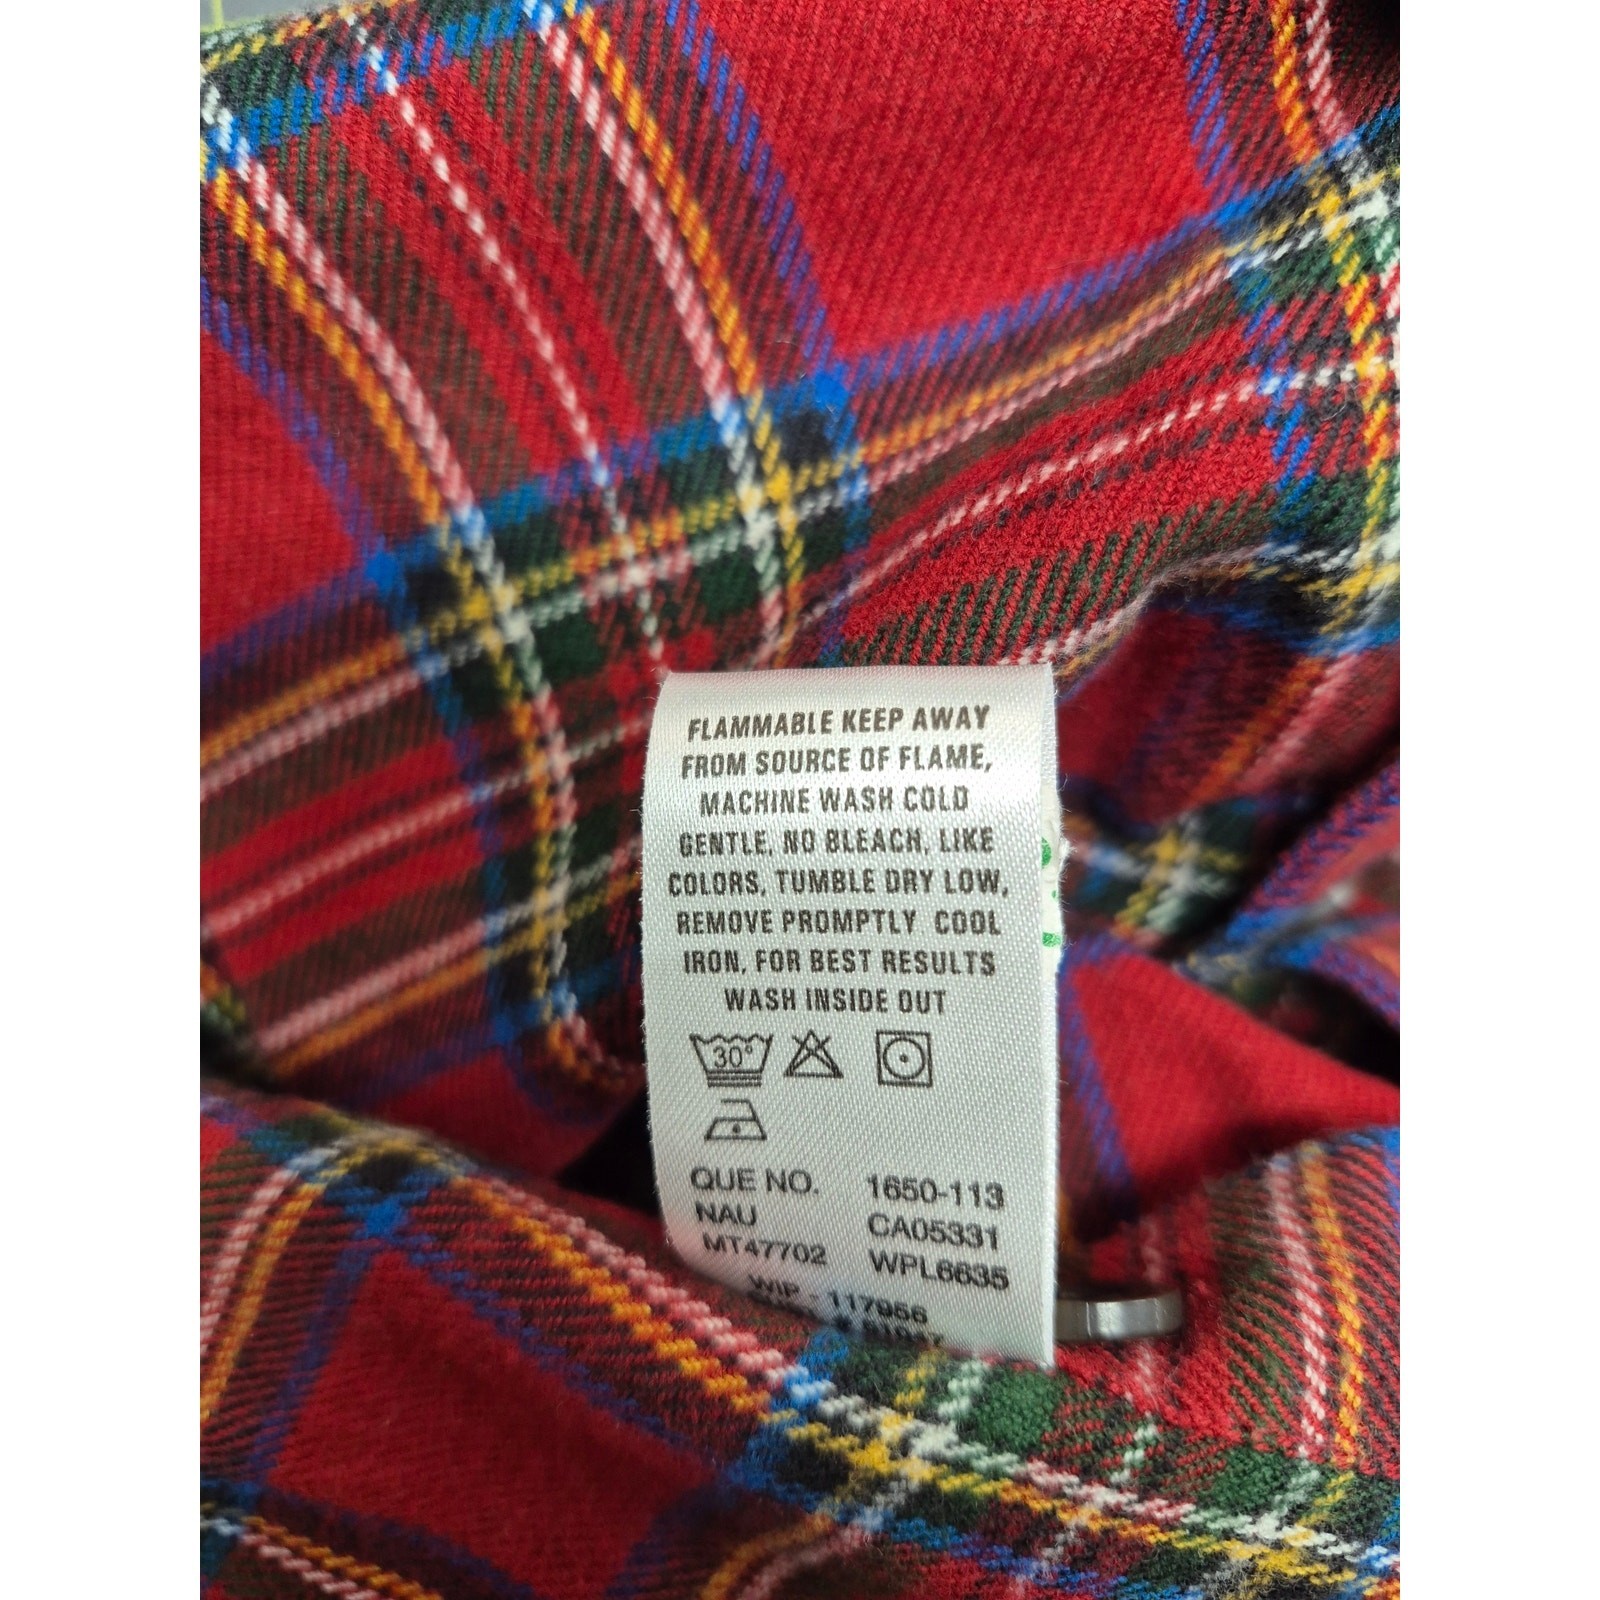 FLAMMABLE KEEP AWAY
FROM SOURCE OF FLAME,
MACHINE WASH COLD
GENTLE, NO BLEACH, LIKE
COLORS, TUMBLE DRY LOW,
REMOVE PROMPTLY COOL
IRON, FOR BEST RESULTS
WASH INSIDE OUT
30°
QUE NO. 1650-113
NAU CA05331
MT47702 WPL6635
WIP 117956